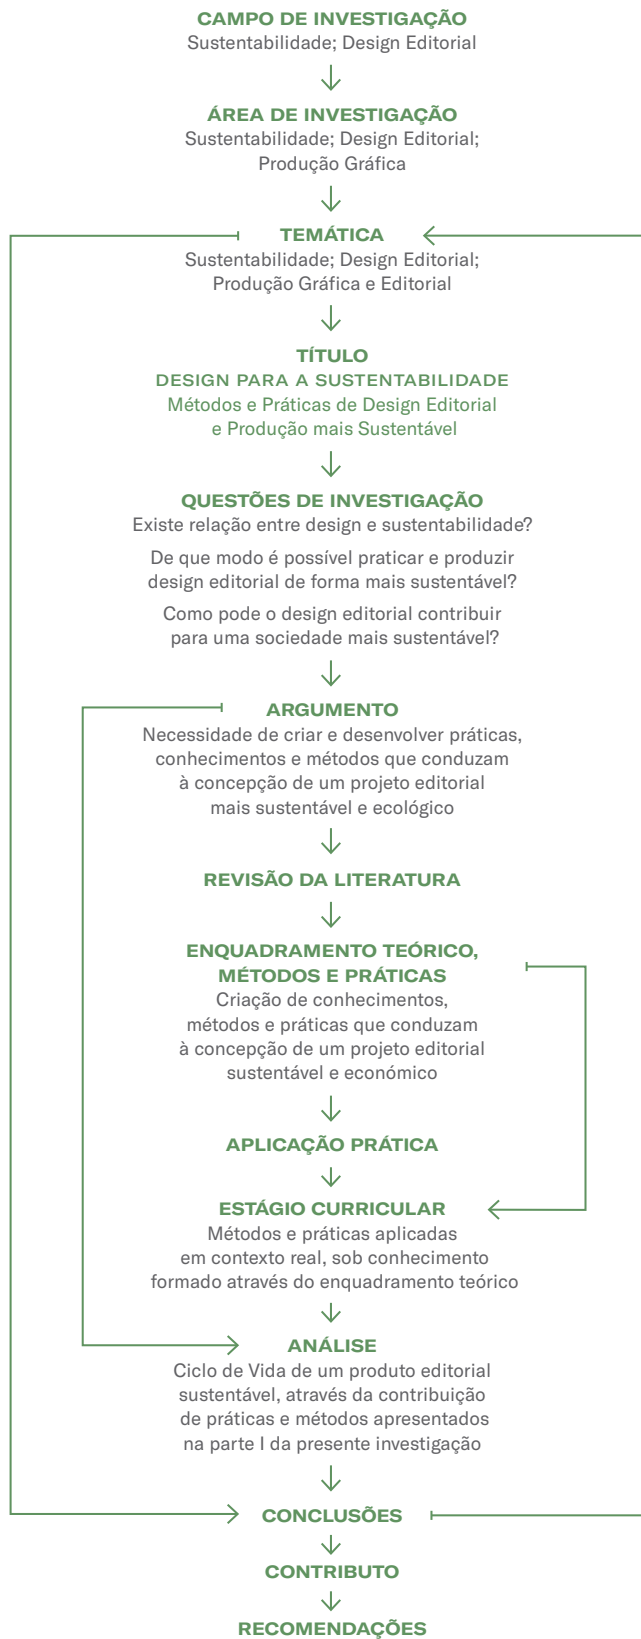 CAMPO DE INVESTIGAÇÃO
Sustentabilidade; Design Editorial
ÁREA DE INVESTIGAÇÃO
Sustentabilidade; Design Editorial;
Produção Gráfica
TEMÁTICA
Sustentabilidade; Design Editorial;
Produção Gráfica e Editorial
TÍTULO
DESIGN PARA A SUSTENTABILIDADE
Métodos e Práticas de Design Editorial
e Produção mais Sustentável
QUESTÕES DE INVESTIGAÇÃO
Existe relação entre design e sustentabilidade?
De que modo é possível praticar e produzir
design editorial de forma mais sustentável?
Como pode o design editorial contribuir
para uma sociedade mais sustentável?
ARGUMENTO
Necessidade de criar e desenvolver práticas,
conhecimentos e métodos que conduzam
à concepção de um projeto editorial
mais sustentável e ecológico
REVISÃO DA LITERATURA
ENQUADRAMENTO TEÓRICO,
MÉTODOS E PRÁTICAS
Criação de conhecimentos,
métodos e práticas que conduzam
à concepção de um projeto editorial
sustentável e económico
APLICAÇÃO PRÁTICA
ESTÁGIO CURRICULAR
Métodos e práticas aplicadas
em contexto real, sob conhecimento
formado através do enquadramento teórico
ANÁLISE
Ciclo de Vida de um produto editorial
sustentável, através da contribuição
de práticas e métodos apresentados
na parte I da presente investigação
CONCLUSÕES
CONTRIBUTO
RECOMENDAÇÕES